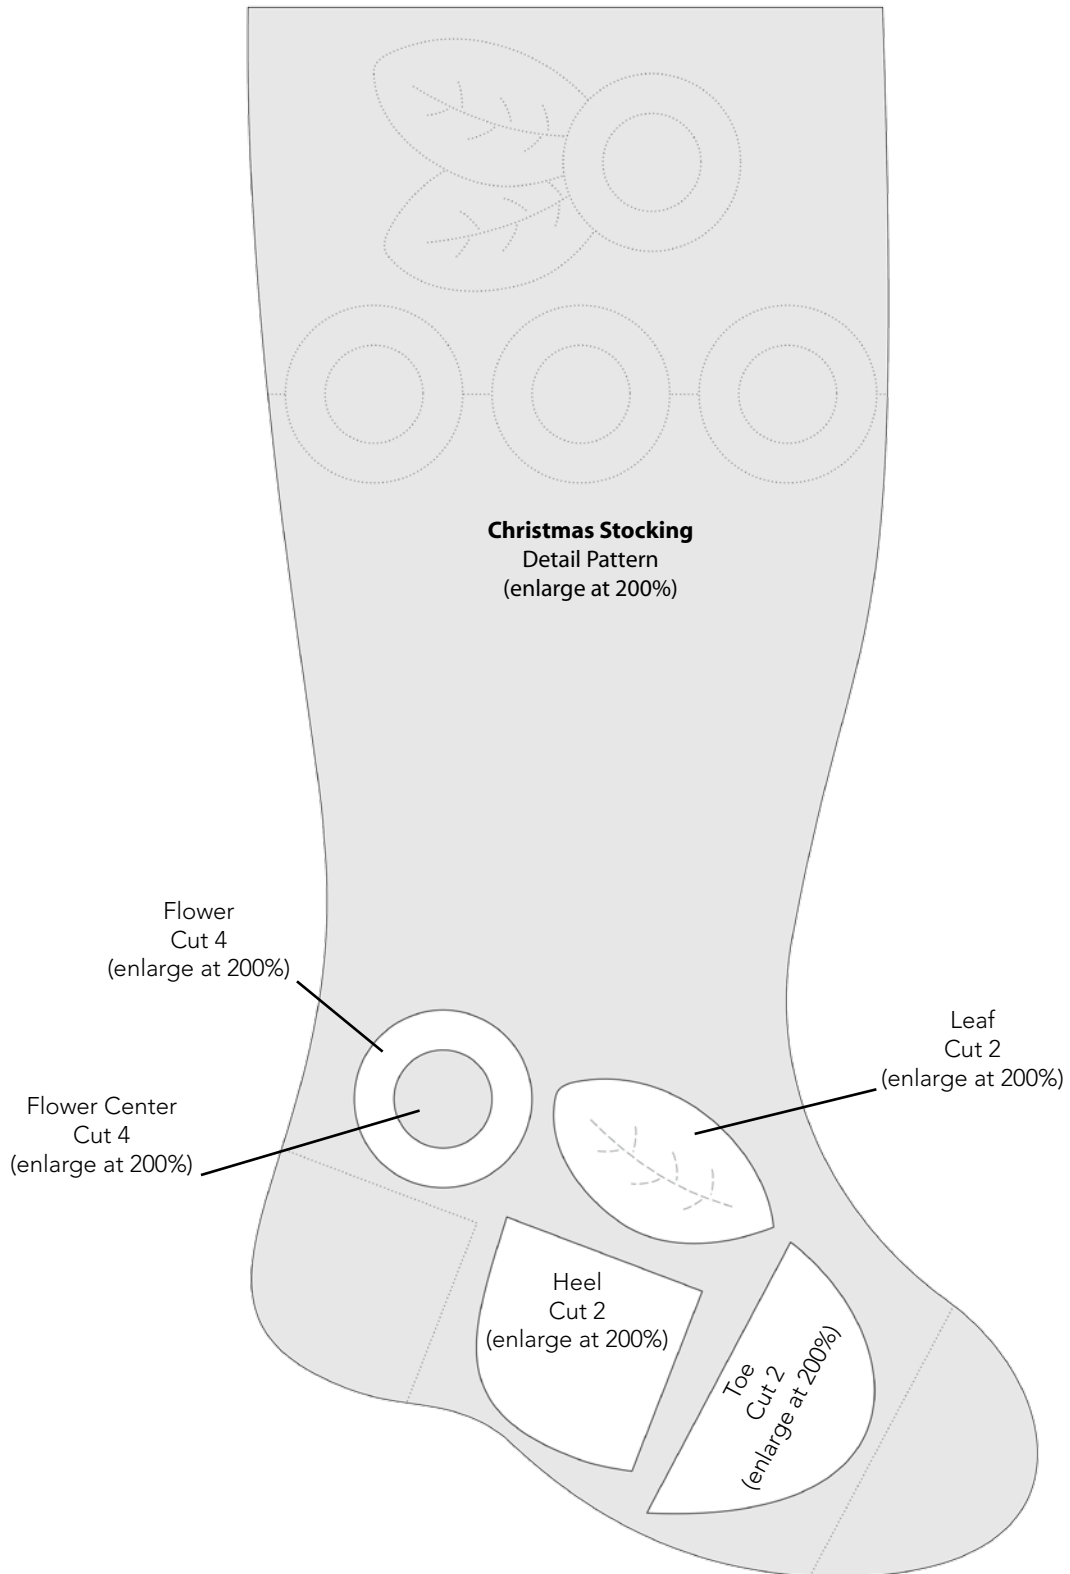 Christmas Stocking
Detail Pattern
(enlarge at 200%)
Flower
Cut 4
(enlarge at 200%)
Leaf
Cut 2
(enlarge at 200%)
Flower Center
Cut 4
(enlarge at 200%)
Heel
Cut 2
(enlarge at 200%)
Toe
Cut 2
(enlarge at 200%)